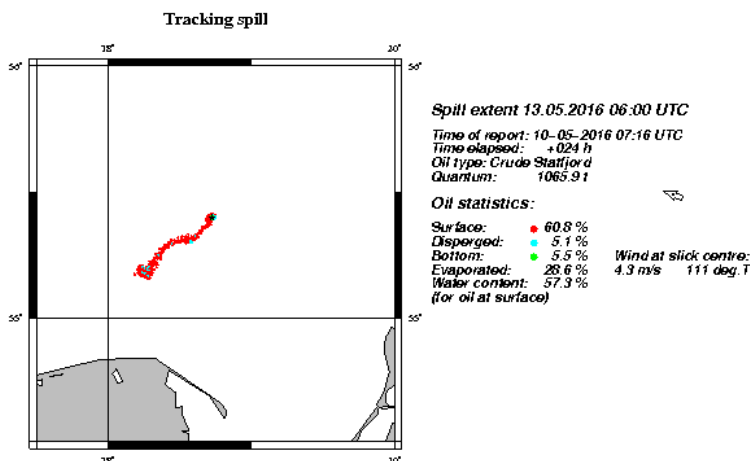 Tracking spill
18° 20°
56° 56°
Spill extent 13.05.2016 06:00 UTC
Time of report: 10-05-2016 07:16 UTC
Time elapsed: +024 h
Oil type: Crude Statfjord
Quantum: 1065.9 t
Oil statistics:
Surface: 60.8 %
Disperged: 5.1 %
Bottom: 5.5 % Wind at slick centre:
Evaporated: 28.6 % 4.3 m/s 111 deg.T
Water content: 57.3 %
(for oil at surface)
55° 55°
18° 20°